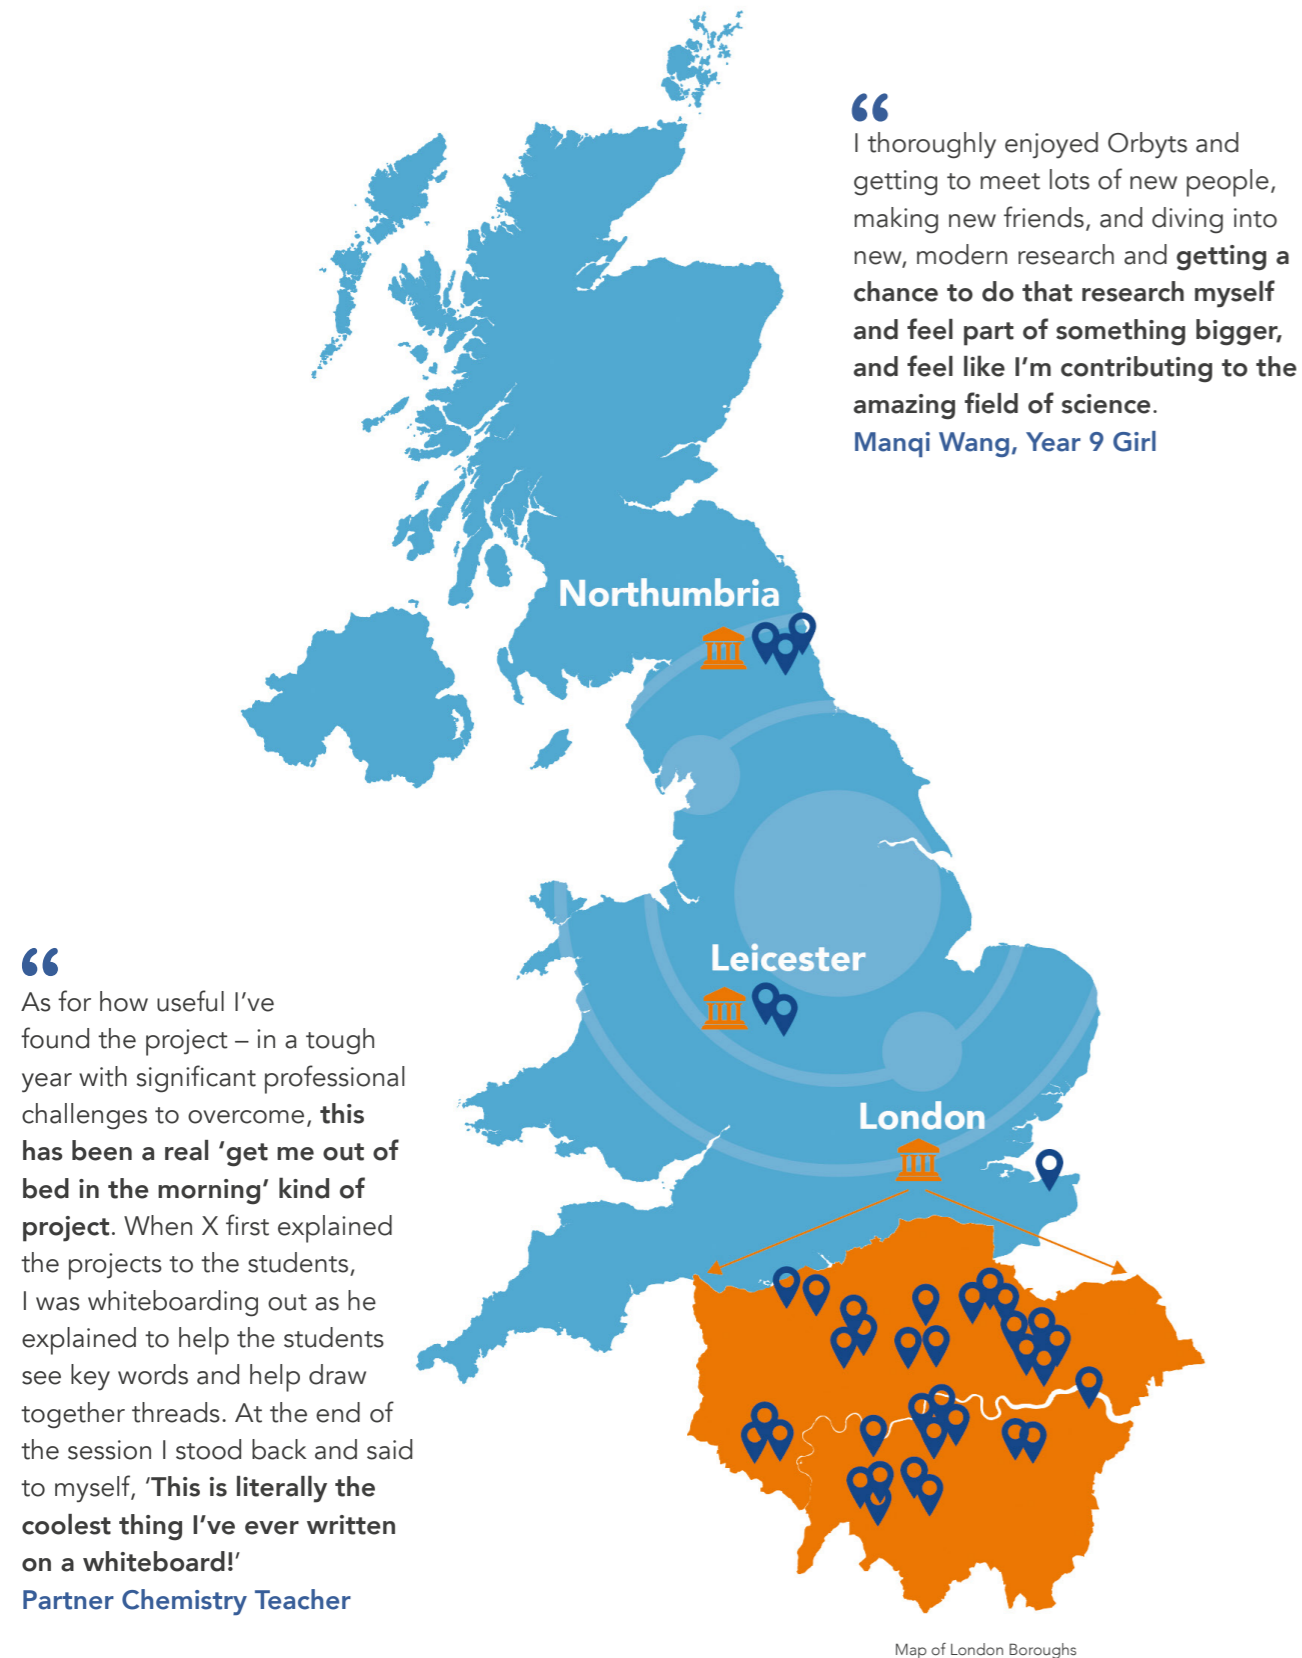 “
I thoroughly enjoyed Orbyts and
getting to meet lots of new people,
making new friends, and diving into
new, modern research and getting a
chance to do that research myself
and feel part of something bigger,
and feel like I’m contributing to the
amazing field of science.
Manqi Wang, Year 9 Girl
Northumbria
Leicester
London
“
As for how useful I’ve
found the project – in a tough
year with significant professional
challenges to overcome, this
has been a real ‘get me out of
bed in the morning’ kind of
project. When X first explained
the projects to the students,
I was whiteboarding out as he
explained to help the students
see key words and help draw
together threads. At the end of
the session I stood back and said
to myself, ‘This is literally the
coolest thing I’ve ever written
on a whiteboard!’
Partner Chemistry Teacher
Map of London Boroughs